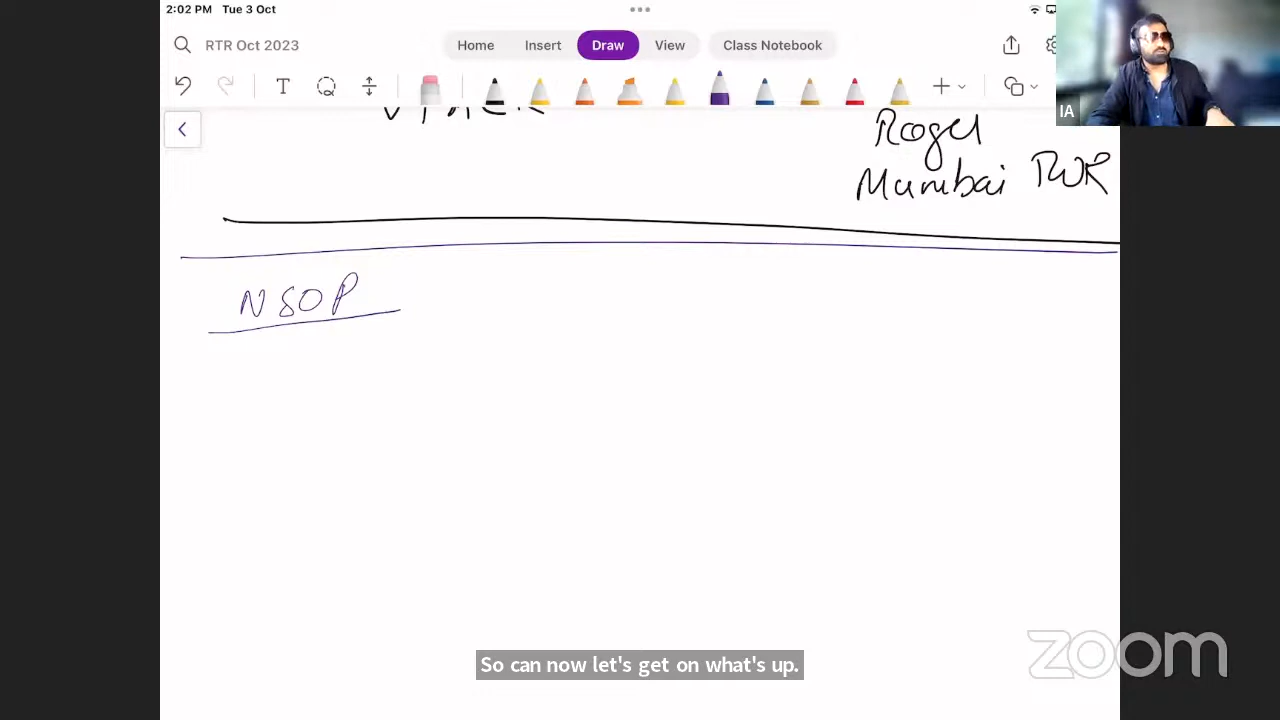 2:02 PM Tue 3 Oct
RTR Oct 2023
Home Insert Draw View Class Notebook
T
IA
Roger
Mumbai TWR
NSOP
So can now let's get on what's up.
zoom